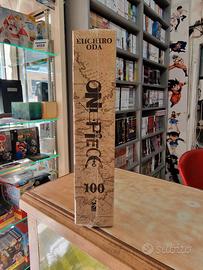 EIICHIRO
ODA
ONE PIECE
100
subito